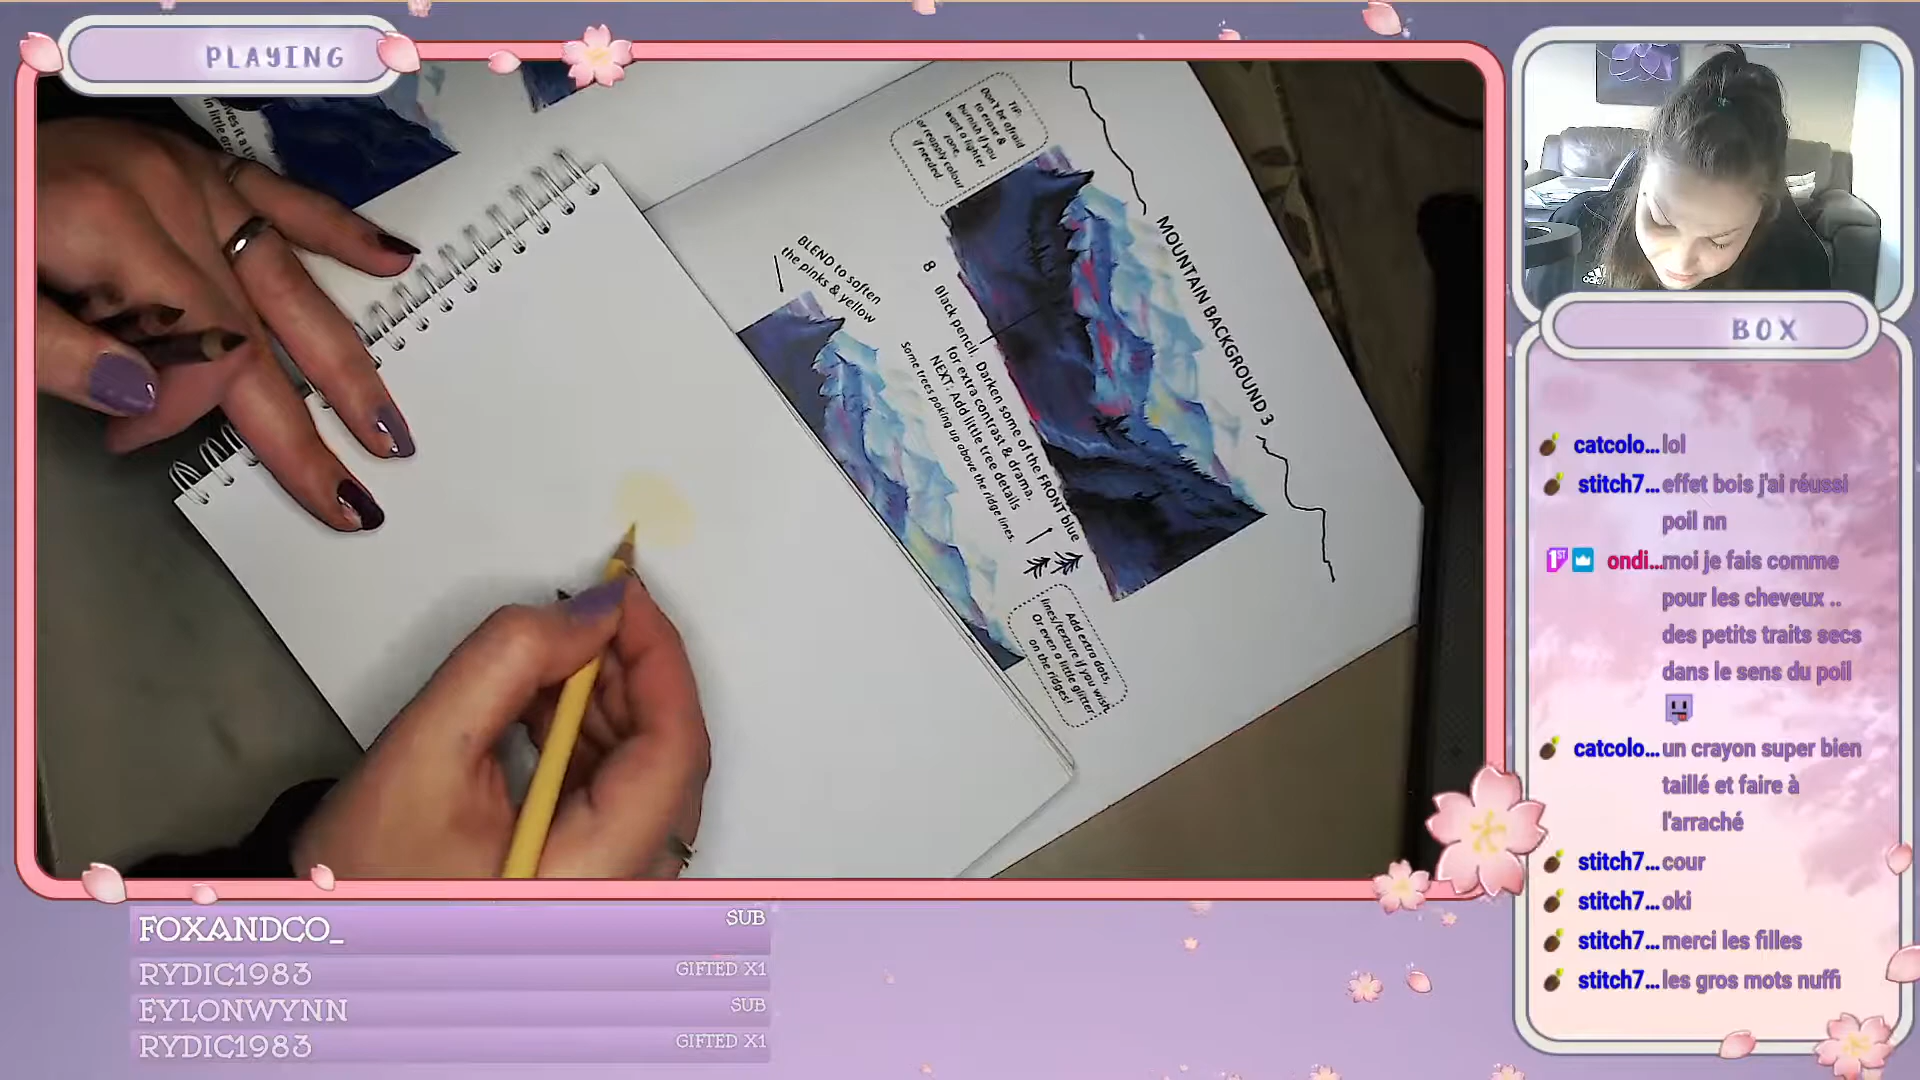 PLAYING
Tip:
Don't be afraid
to erase &
burnish if you
want a lighter
zone,
or reapply colour
if needed
MOUNTAIN BACKGROUND 3
BLEND to soften
the pinks & yellow
8 Black pencil. Darken some of the FRONT blue
for extra contrast & drama.
NEXT: Add little tree details
Some trees poking up above the ridge lines.
Add extra dots,
lines/texture if you wish.
Or even a little glitter
on the ridges!
adidas
BOX
catcolo... lol
stitch7... effet bois j'ai réussi
poil nn
1ST ondi... moi je fais comme
pour les cheveux ..
des petits traits secs
dans le sens du poil
catcolo... un crayon super bien
taillé et faire à
l'arraché
stitch7... cour
stitch7... oki
stitch7... merci les filles
stitch7... les gros mots nuffi
FOXANDCO_ SUB
RYDIC1983 GIFTED X1
EYLONWYNN SUB
RYDIC1983 GIFTED X1